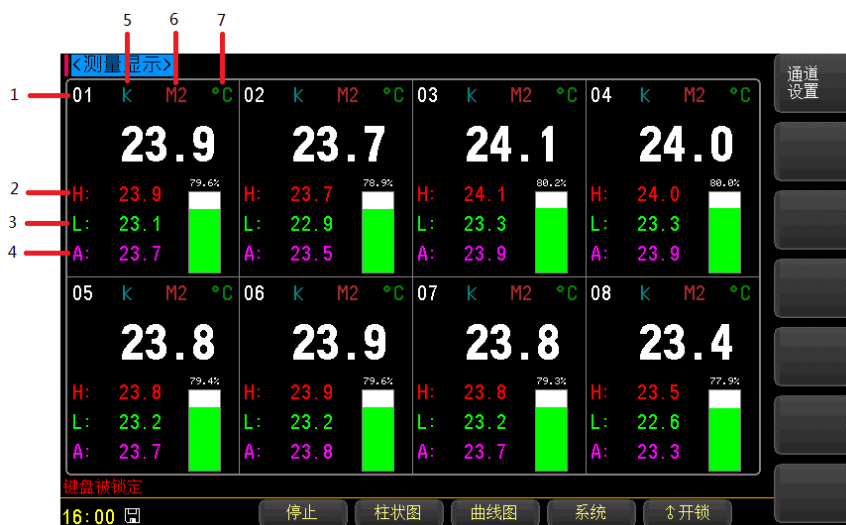 5 6 7
<测量显示>
通道
设置
1 01 K M2 °C 02 K M2 °C 03 K M2 °C 04 K M2 °C
23.9 23.7 24.1 24.0
79.6% 78.9% 80.2% 80.0%
2 H: 23.9 H: 23.7 H: 24.1 H: 24.0
3 L: 23.1 L: 22.9 L: 23.3 L: 23.3
4 A: 23.7 A: 23.5 A: 23.9 A: 23.9
05 K M2 °C 06 K M2 °C 07 K M2 °C 08 K M2 °C
23.8 23.9 23.8 23.4
79.4% 79.6% 79.3% 77.9%
H: 23.8 H: 23.9 H: 23.8 H: 23.5
L: 23.2 L: 23.2 L: 23.2 L: 22.6
A: 23.7 A: 23.8 A: 23.7 A: 23.3
键盘被锁定
16:00 停止 柱状图 曲线图 系统 ↕开锁